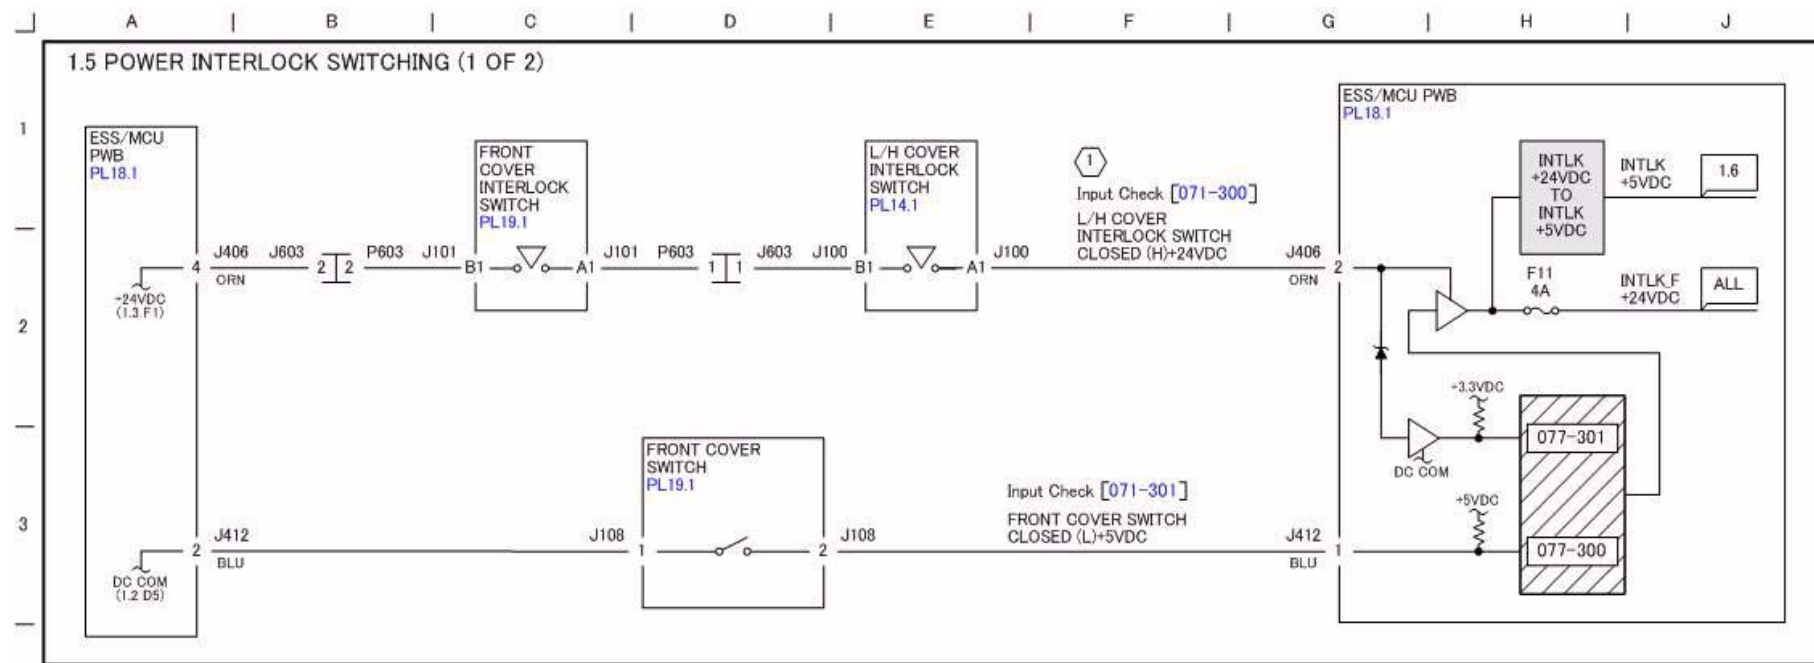 A B C D E F G H J
1.5 POWER INTERLOCK SWITCHING (1 OF 2)
1
2
3
ESS/MCU
PWB
PL18.1
4
J406
ORN
J603
2 2
P603
J101
B1
FRONT
COVER
INTERLOCK
SWITCH
PL19.1
A1
J101
P603
1 1
J603
J100
B1
L/H COVER
INTERLOCK
SWITCH
PL14.1
A1
J100
1
Input Check [071-300]
L/H COVER
INTERLOCK SWITCH
CLOSED (H)+24VDC
J406
ORN
2
+24VDC
(1.3 F1)
ESS/MCU PWB
PL18.1
INTLK
+24VDC
TO
INTLK
+5VDC
INTLK
+5VDC
1.6
F11
4A
INTLK_F
+24VDC
ALL
+3.3VDC
077-301
DC COM
+5VDC
077-300
2
J412
BLU
DC COM
(1.2 D5)
J108
1
FRONT COVER
SWITCH
PL19.1
2
J108
Input Check [071-301]
FRONT COVER SWITCH
CLOSED (L)+5VDC
J412
BLU
1